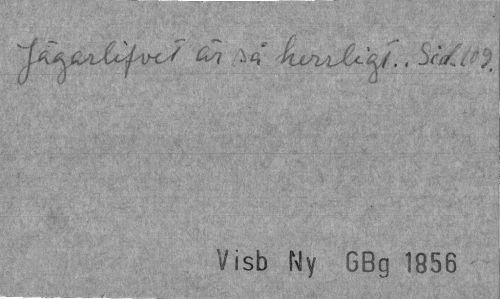 Jägarlifvet är så herrligt.. Sid. 109.
Visb Ny GBg 1856